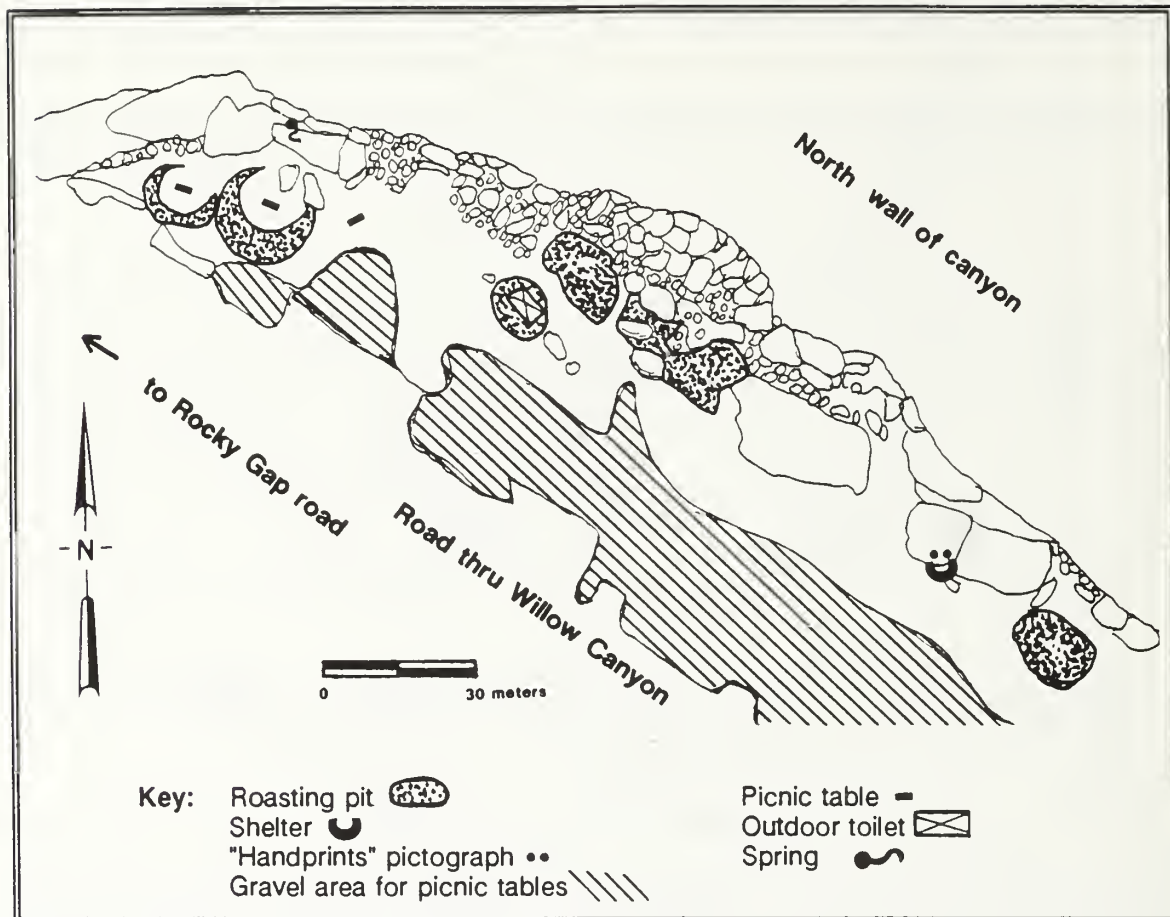 North wall of canyon
to Rocky Gap road
Road thru Willow Canyon
-N-
0 30 meters
Key:
Roasting pit
Shelter
"Handprints" pictograph
Gravel area for picnic tables
Picnic table
Outdoor toilet
Spring